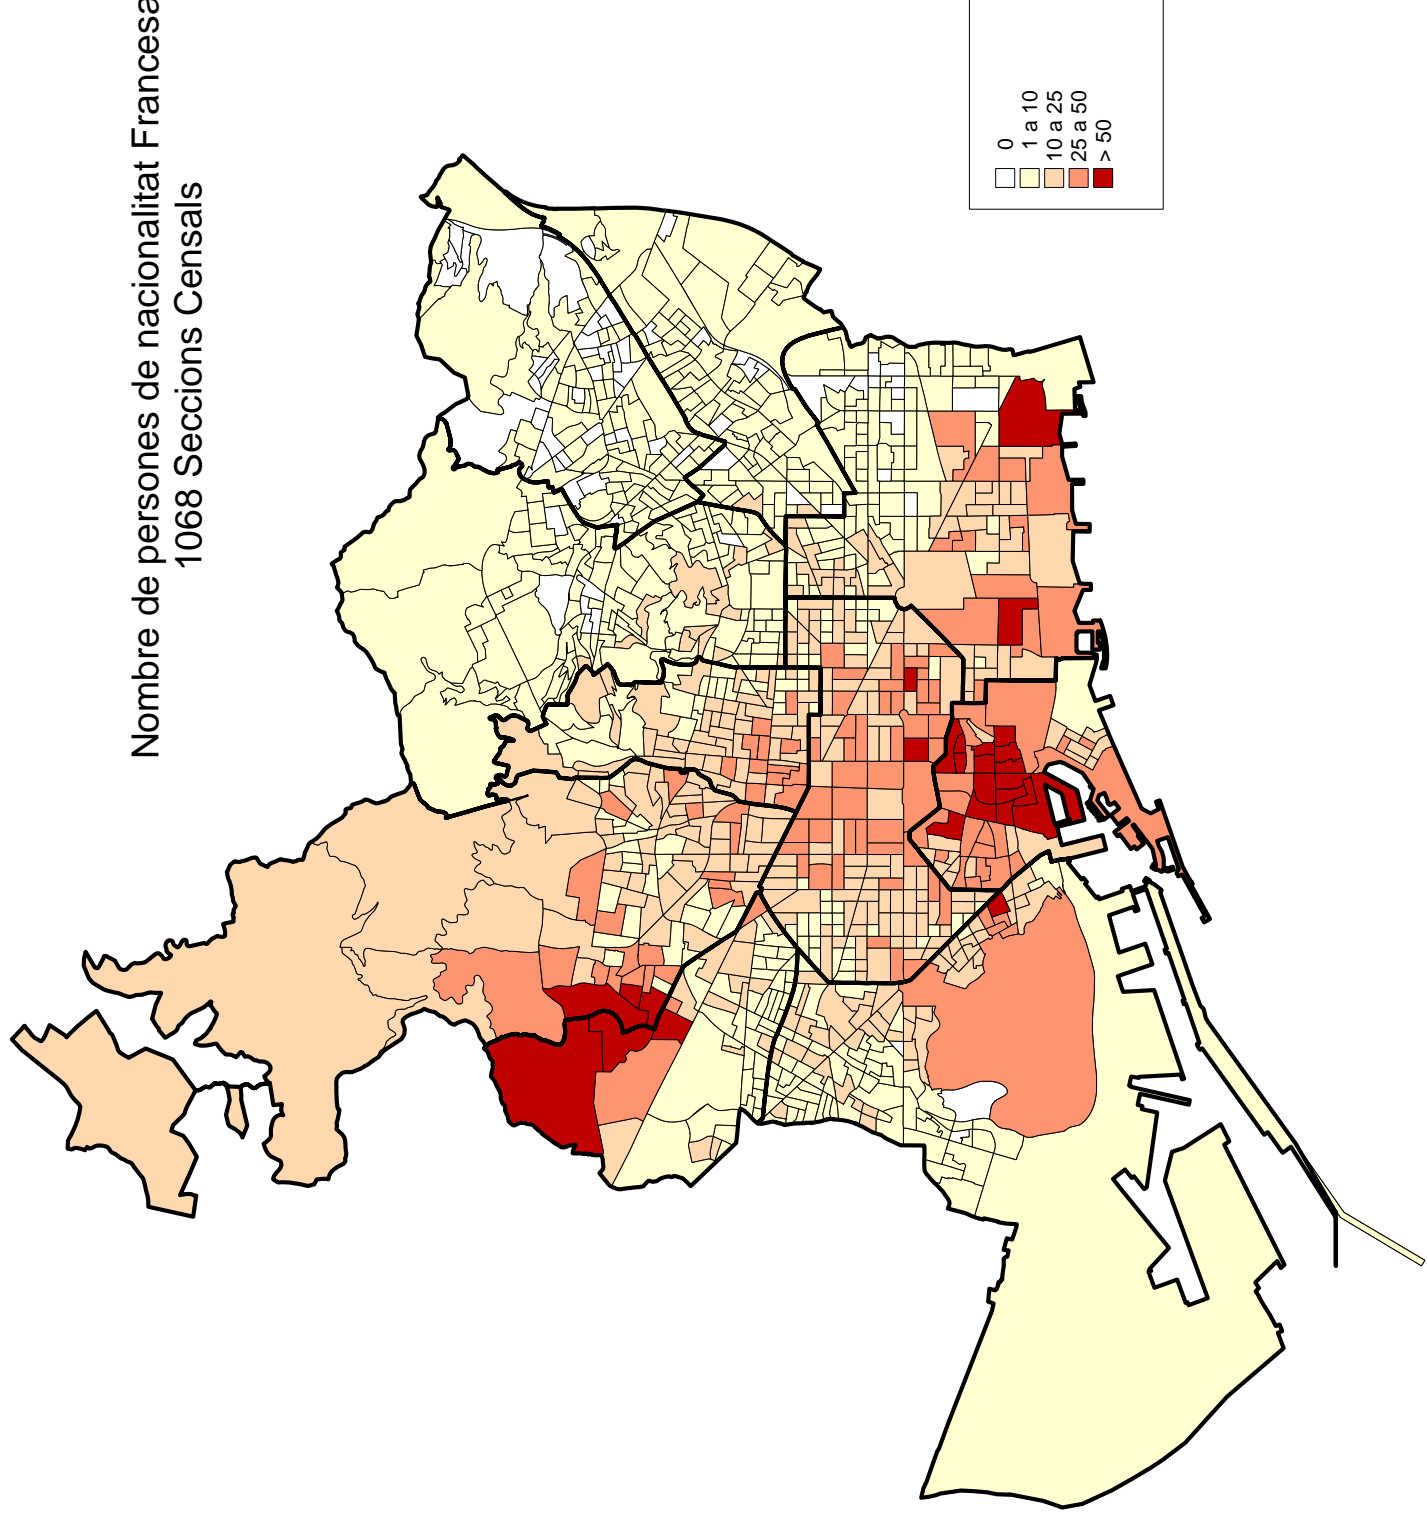 Nombre de persones de nacionalitat Francesa
1068 Seccions Censals
0
1 a 10
10 a 25
25 a 50
> 50